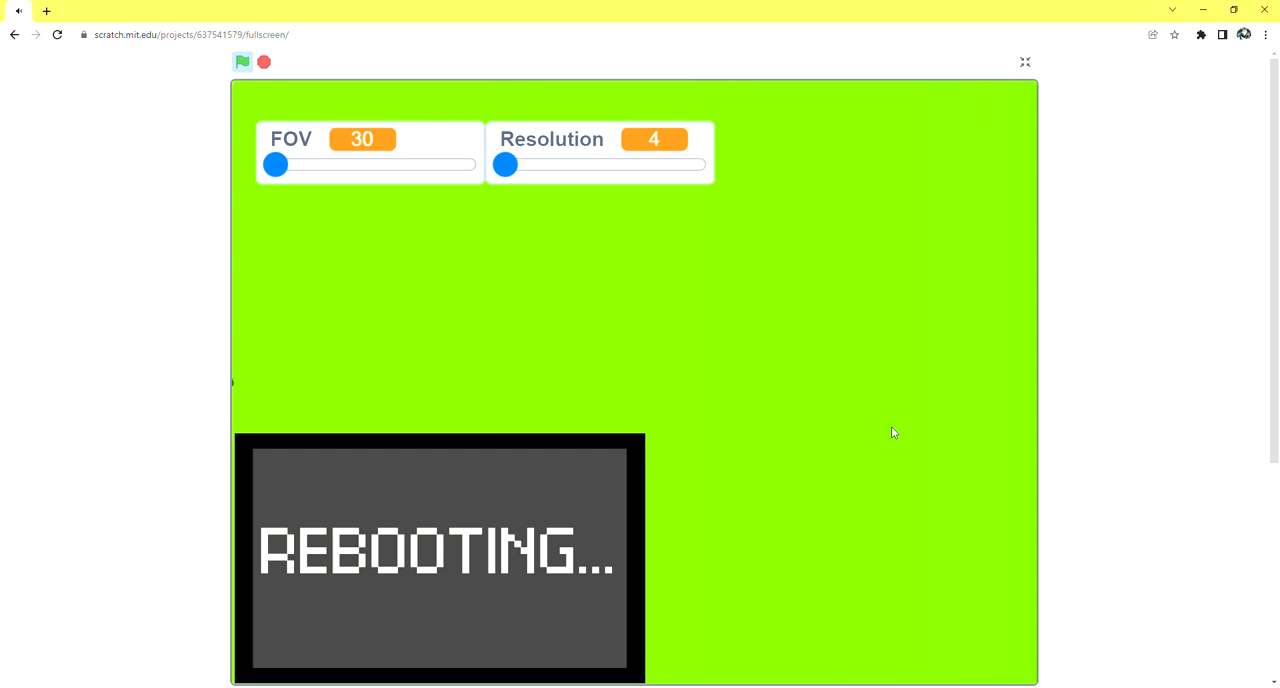 scratch.mit.edu/projects/637541579/fullscreen/
FOV 30 Resolution 4
REBOOTING...